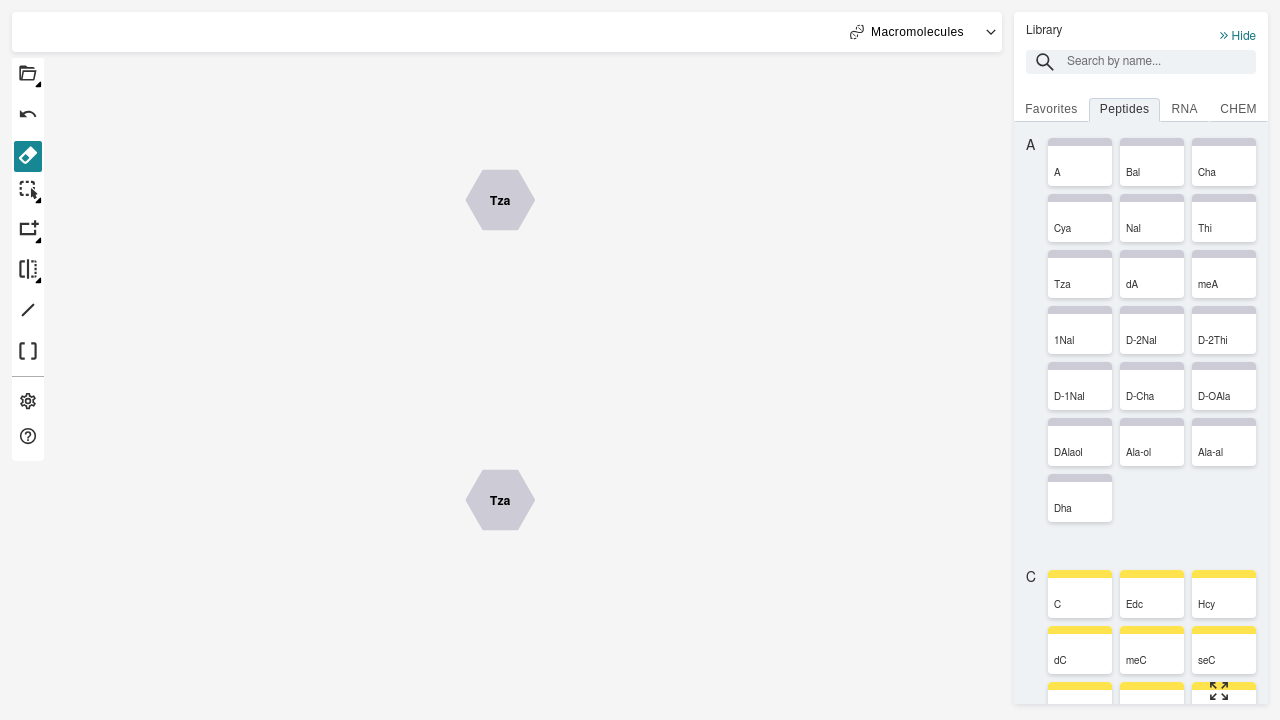 Macromolecules
Library
Hide
Search by name...
Favorites
Peptides
RNA
CHEM
Tza
Tza
A
A
Bal
Cha
Cya
Nal
Thi
Tza
dA
meA
1Nal
D-2Nal
D-2Thi
D-1Nal
D-Cha
D-OAla
DAlaol
Ala-ol
Ala-al
Dha
C
C
Edc
Hcy
dC
meC
seC